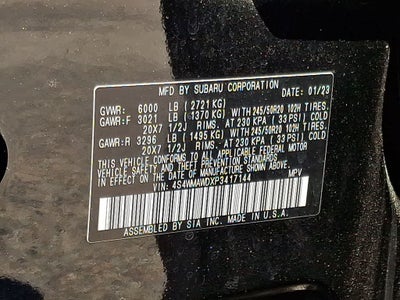 MFD BY SUBARU CORPORATION DATE 01/23
GVWR: 6000 LB (2721 KG)
GAWR:F 3021 LB (1370 KG) WITH 245/50R20 102H TIRES.
20X7 1/2J RIMS. AT 230 KPA (33 PSI) COLD
GAWR:R 3296 LB (1495 KG) WITH 245/50R20 102H TIRES.
20X7 1/2J RIMS. AT 230 KPA (33 PSI) COLD
THIS VEHICLE CONFORMS TO ALL APPLICABLE FEDERAL MOTOR
VEHICLE SAFETY AND THEFT PREVENTION STANDARDS
IN EFFECT ON THE DATE OF MANUFACTURE SHOWN ABOVE.
VIN: 4S4WMAWDXP3417144 MPV
ASSEMBLED BY SIA INC. MADE IN U.S.A.